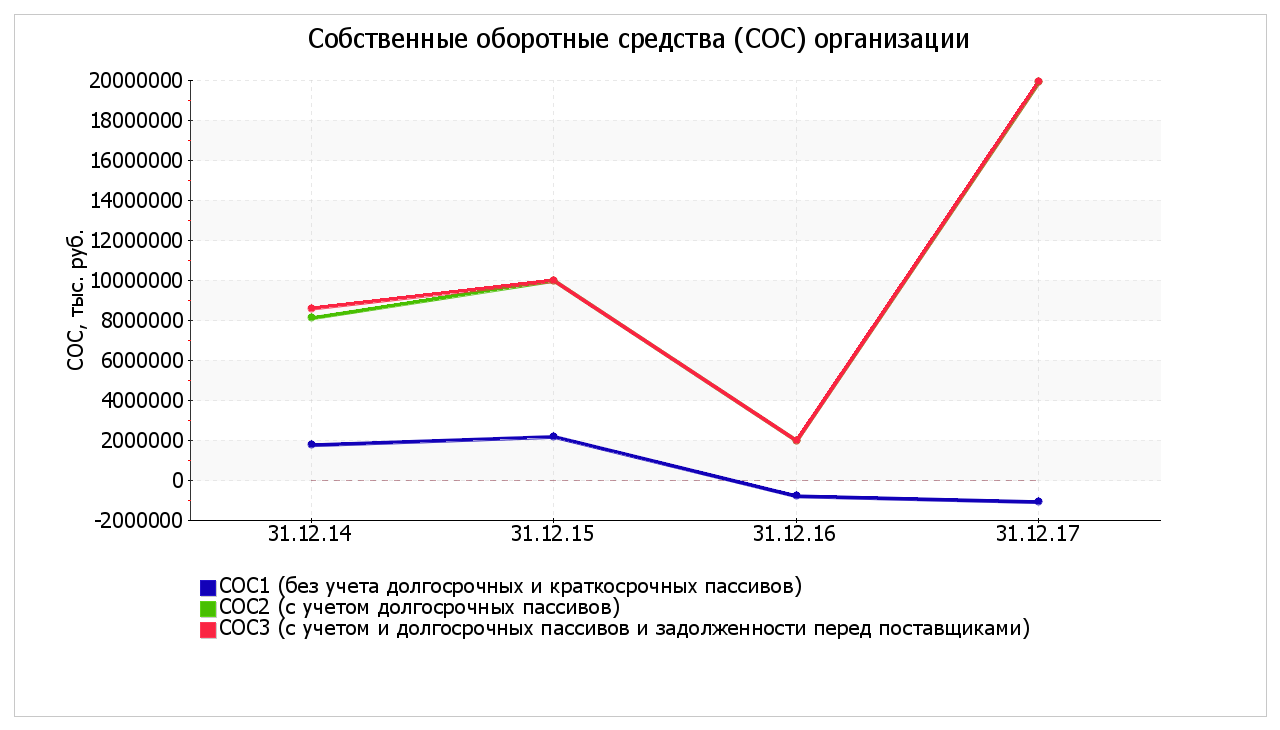 Собственные оборотные средства (СОС) организации
СОС, тыс. руб.
20000000
18000000
16000000
14000000
12000000
10000000
8000000
6000000
4000000
2000000
0
-2000000
31.12.14 31.12.15 31.12.16 31.12.17
СОС1 (без учета долгосрочных и краткосрочных пассивов)
СОС2 (с учетом долгосрочных пассивов)
СОС3 (с учетом и долгосрочных пассивов и задолженности перед поставщиками)